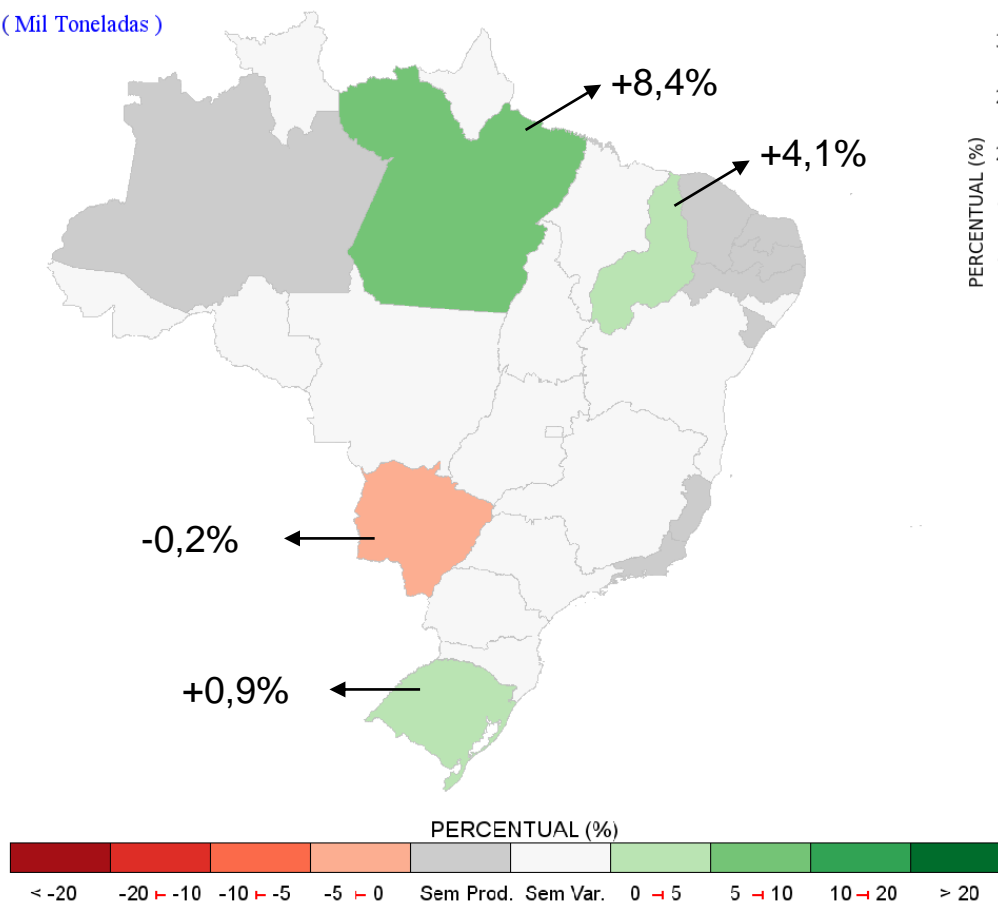 ( Mil Toneladas )
+8,4%
+4,1%
PERCENTUAL (%)
-0,2%
+0,9%
PERCENTUAL (%)
< -20
-20 ⊢ -10
-10 ⊢ -5
-5 ⊢ 0
Sem Prod.
Sem Var.
0 ⊣ 5
5 ⊣ 10
10 ⊣ 20
> 20